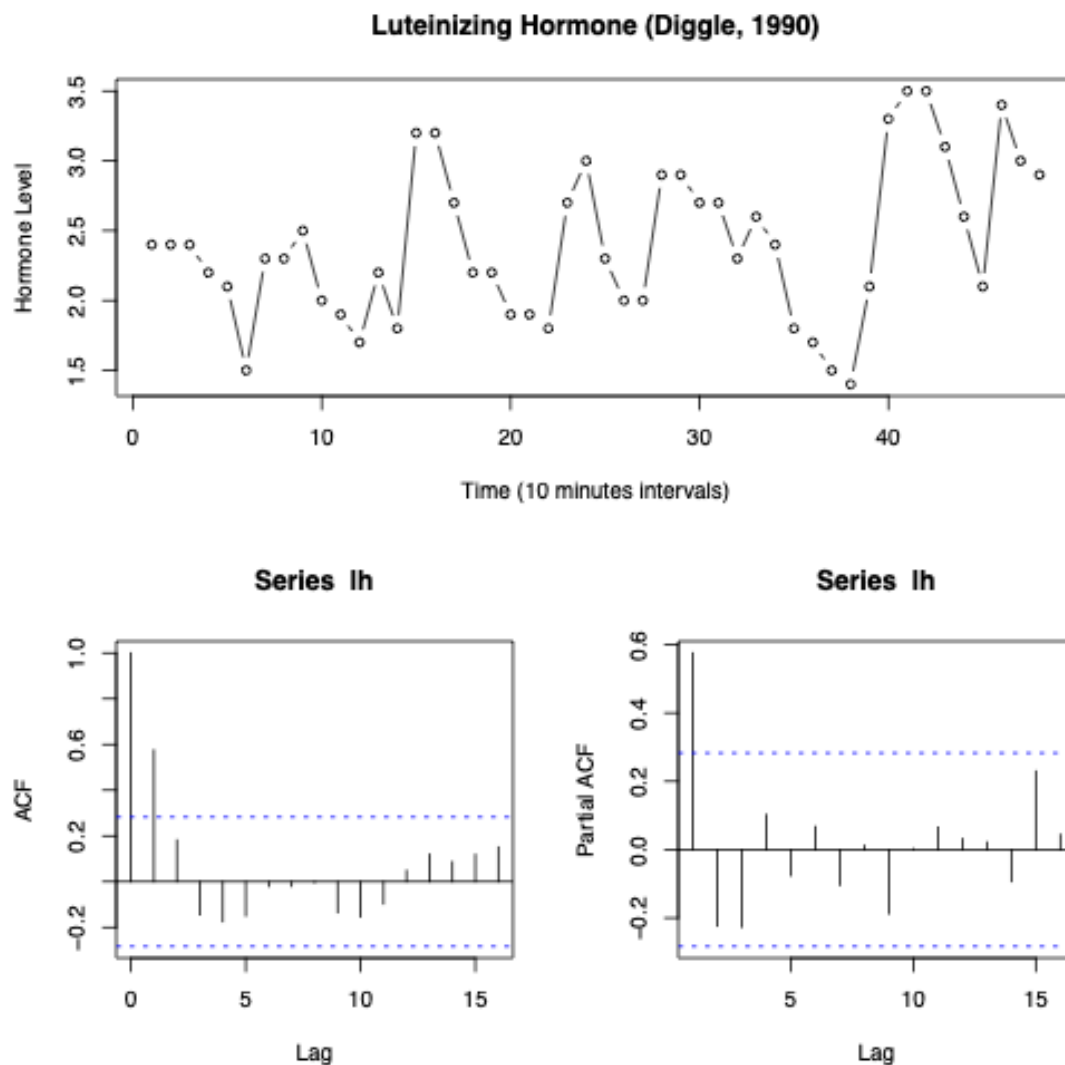 Luteinizing Hormone (Diggle, 1990)
Hormone Level
3.5
3.0
2.5
2.0
1.5
0 10 20 30 40
Time (10 minutes intervals)
Series lh
ACF
1.0
0.6
0.2
−0.2
0 5 10 15
Lag
Series lh
Partial ACF
0.6
0.4
0.2
0.0
−0.2
5 10 15
Lag